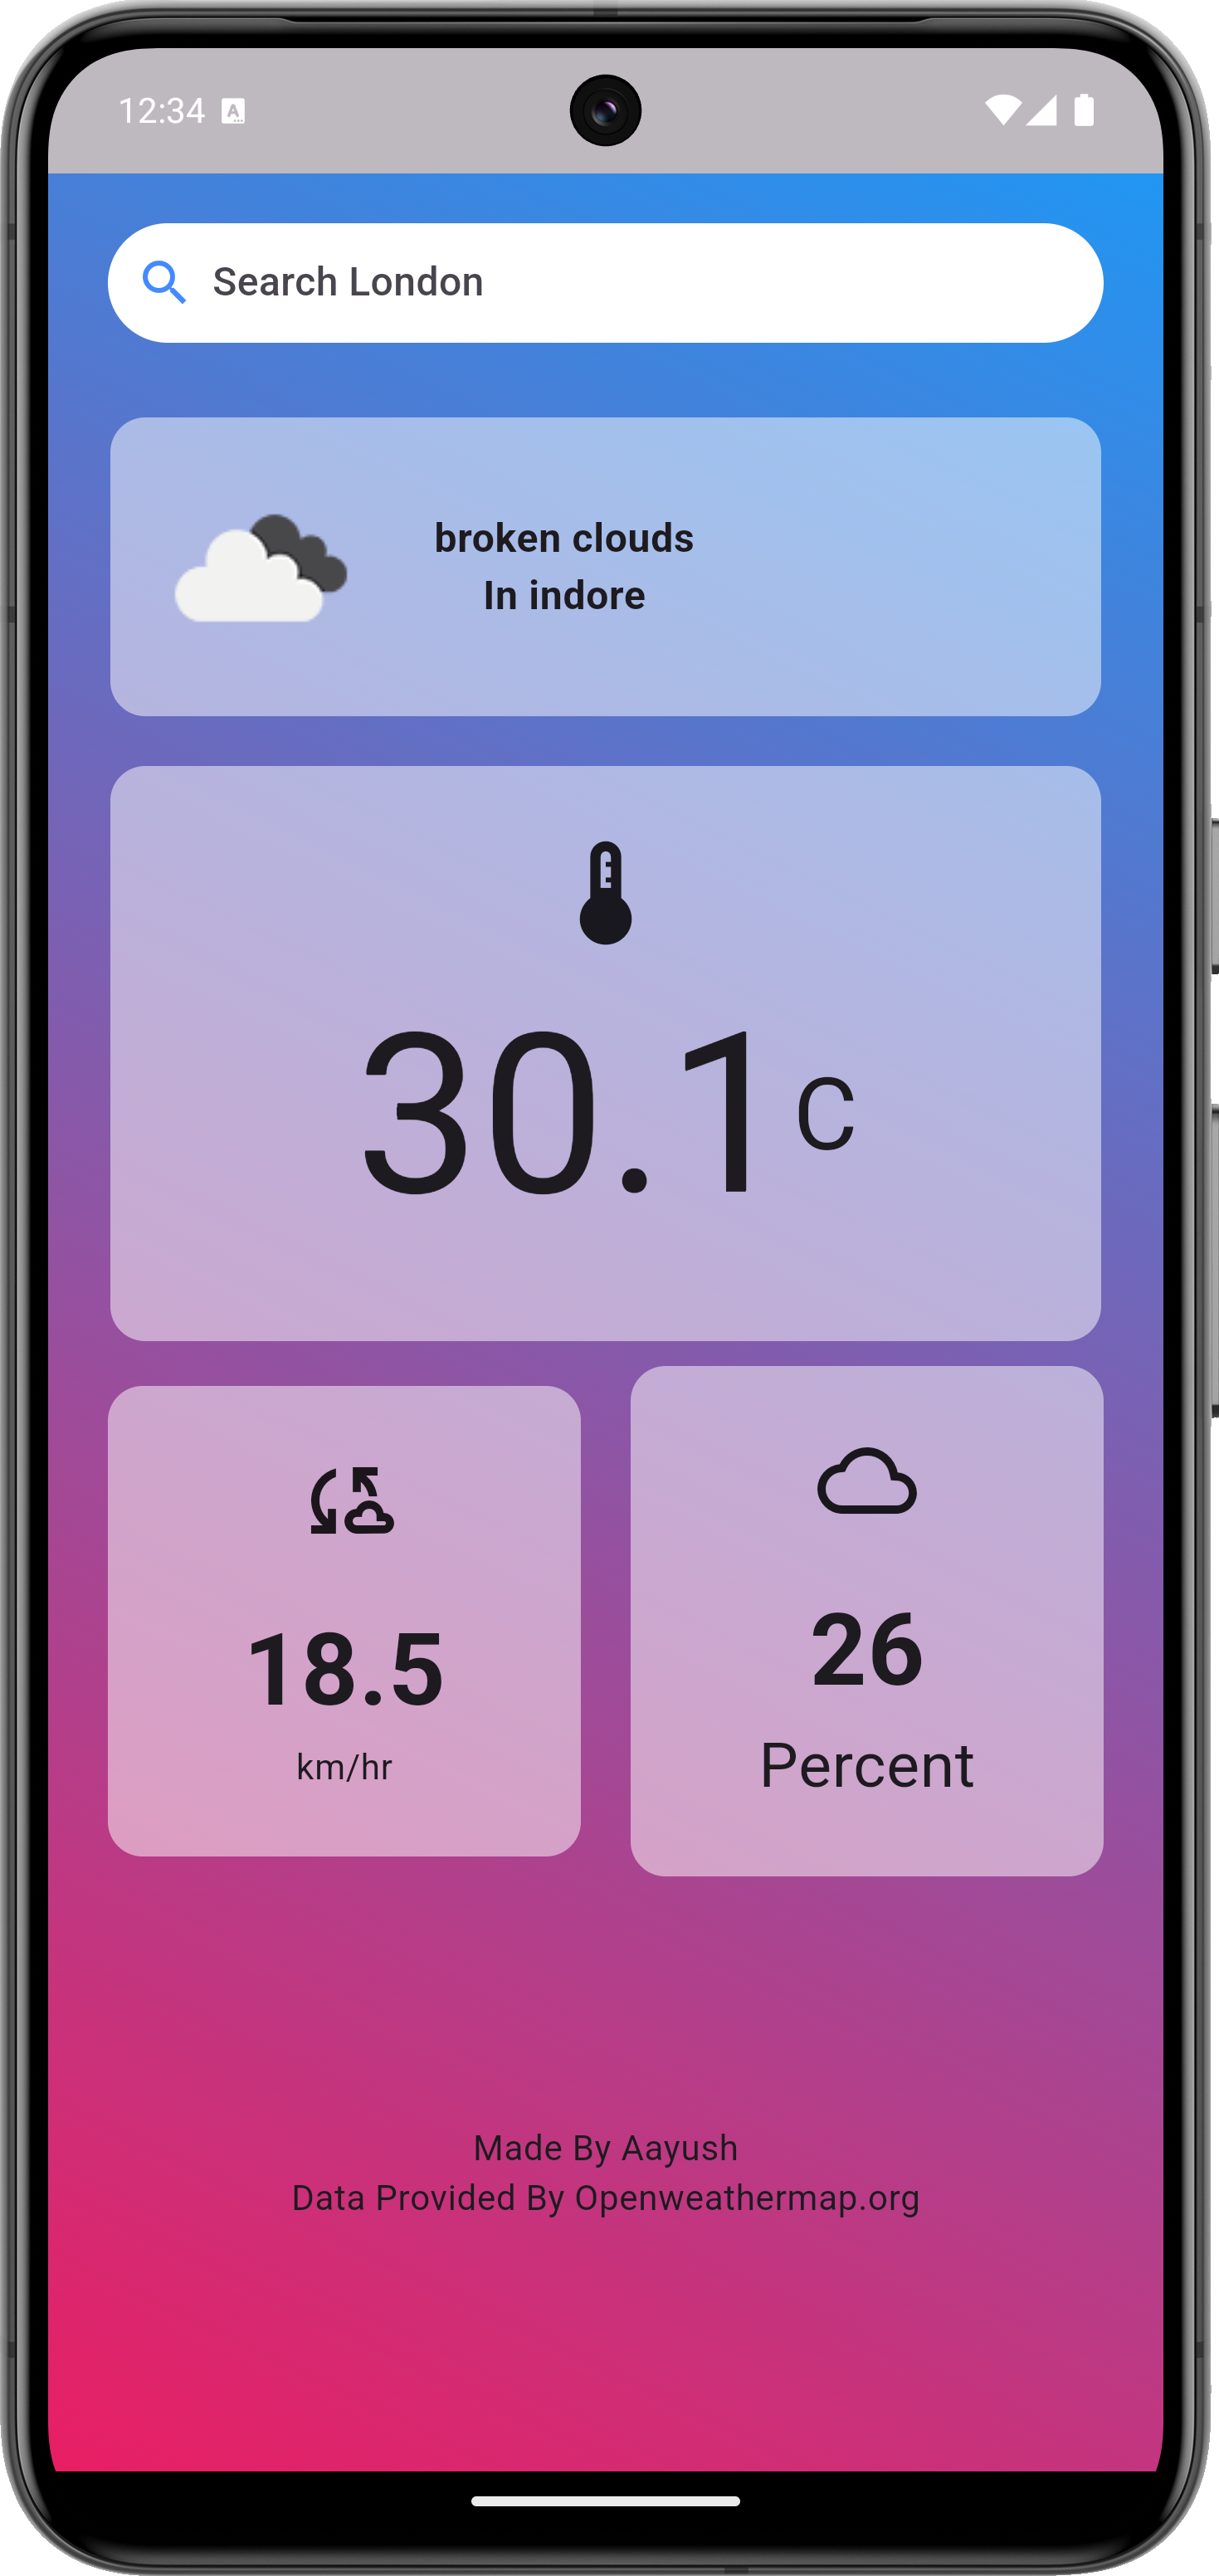 12:34
Search London
broken clouds
In indore
30.1 C
18.5
km/hr
26
Percent
Made By Aayush
Data Provided By Openweathermap.org